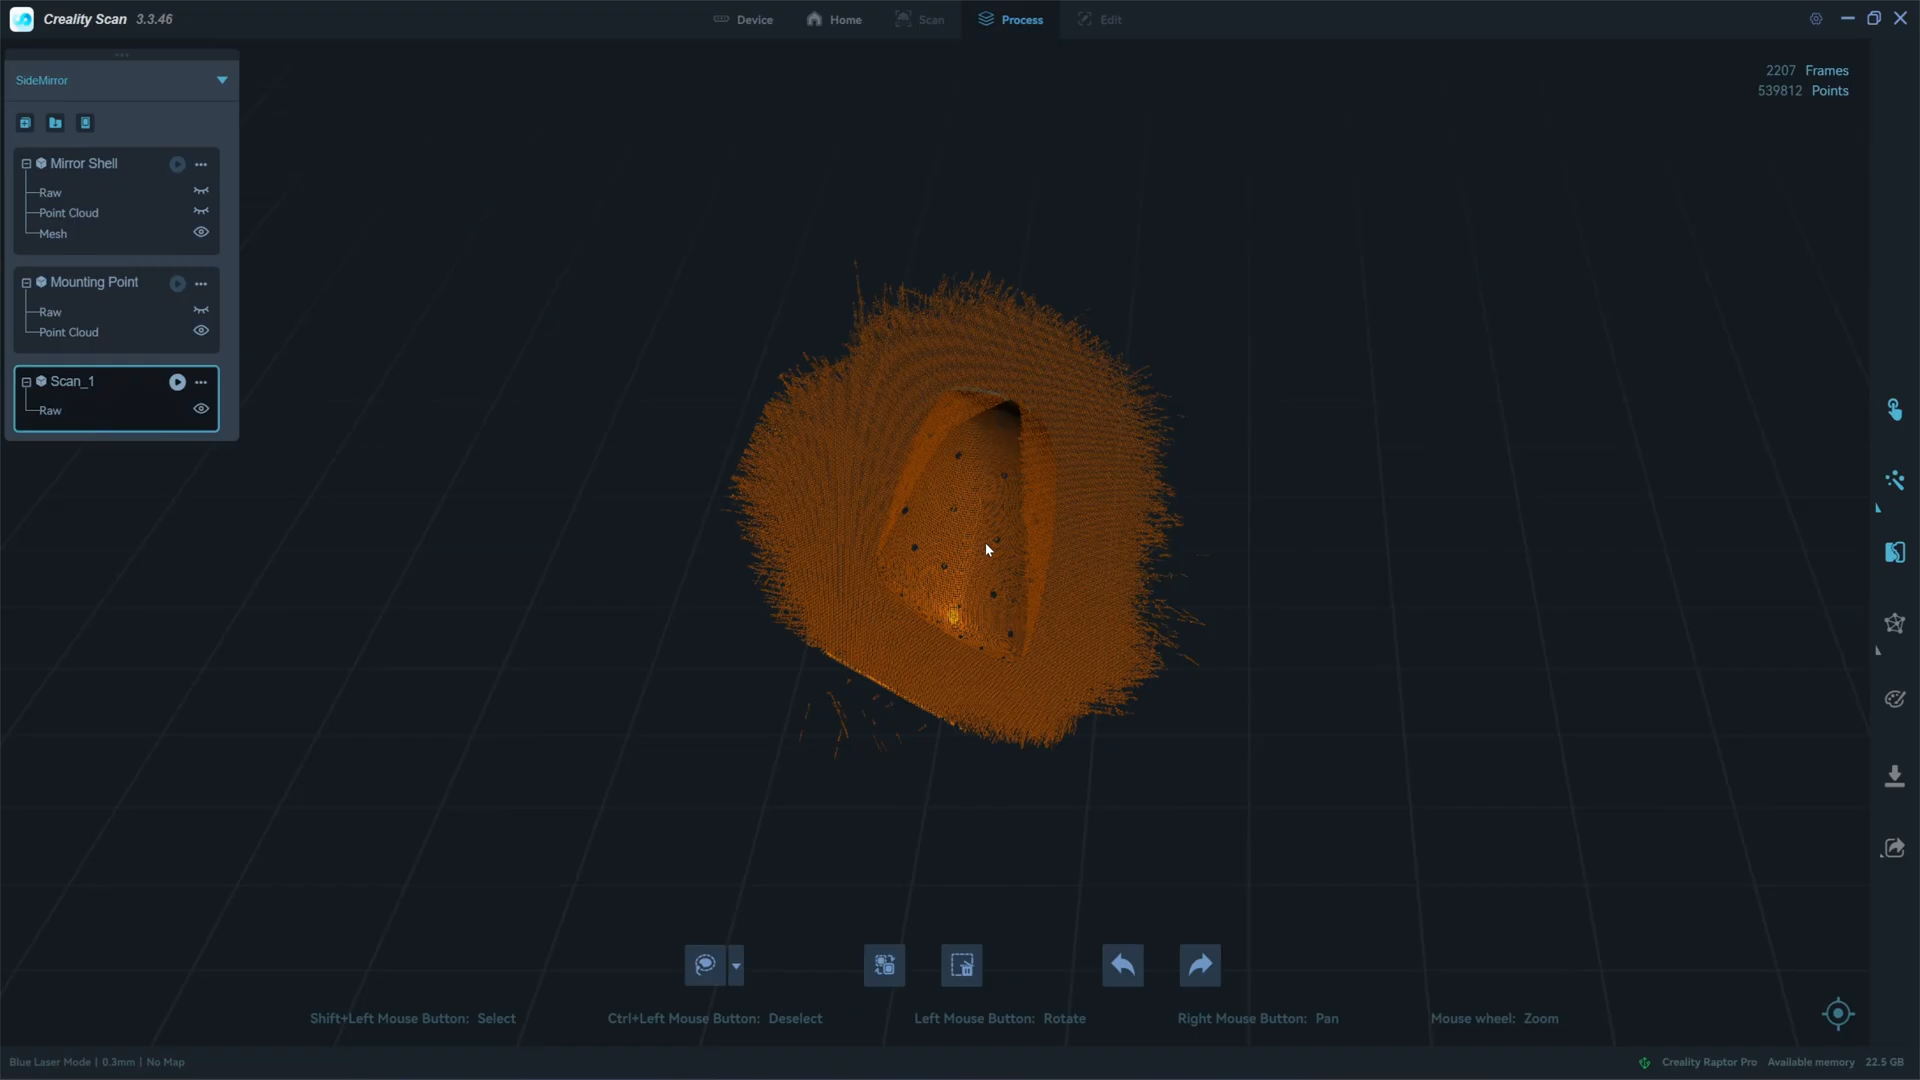 Creality Scan 3.3.46
Device Home Scan Process Edit
SideMirror
2207 Frames
539812 Points
Mirror Shell
Raw
Point Cloud
Mesh
Mounting Point
Raw
Point Cloud
Scan_1
Raw
Shift+Left Mouse Button: Select Ctrl+Left Mouse Button: Deselect Left Mouse Button: Rotate Right Mouse Button: Pan Mouse wheel: Zoom
Blue Laser Mode | 0.3mm | No Map
Creality Raptor Pro Available memory 22.5 GB